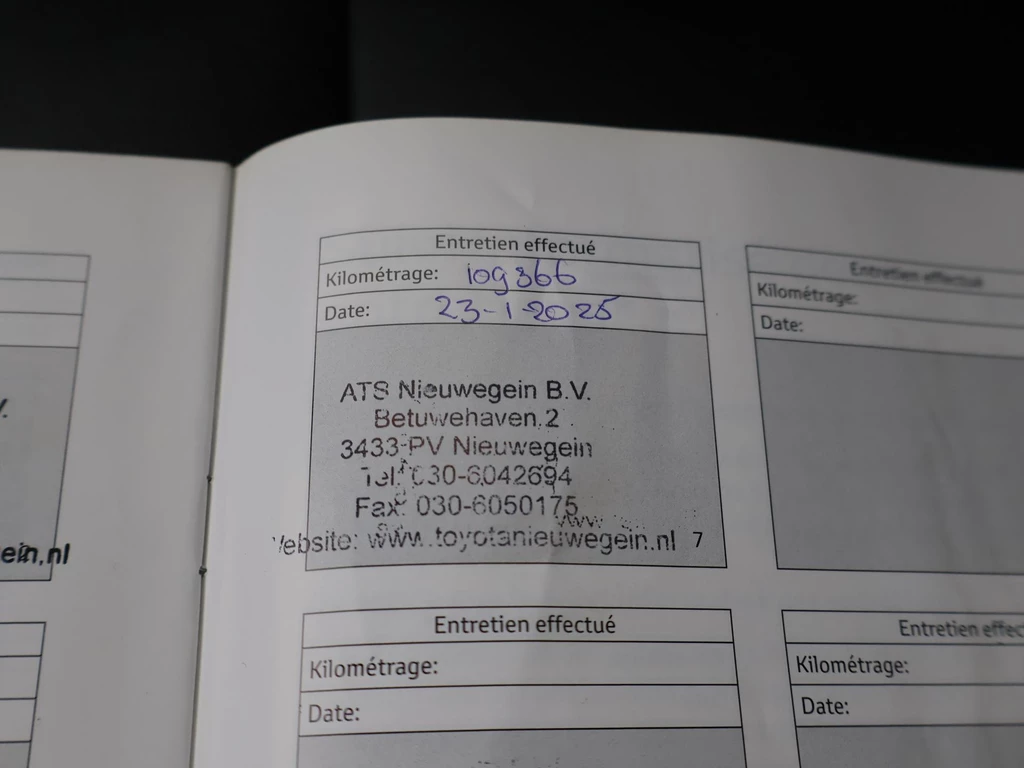 Entretien effectué
Kilométrage: 109366
Date: 23-1-2025
ATS Nieuwegein B.V.
Betuwehaven 2
3433-PV Nieuwegein
Tel: 030-6042694
Fax: 030-6050175
www
Website: www.toyotanieuwegein.nl 7
Entretien effectué
Kilométrage:
Date:
ein.nl
Entretien effectué
Kilométrage:
Date:
Entretien effec
Kilométrage:
Date: